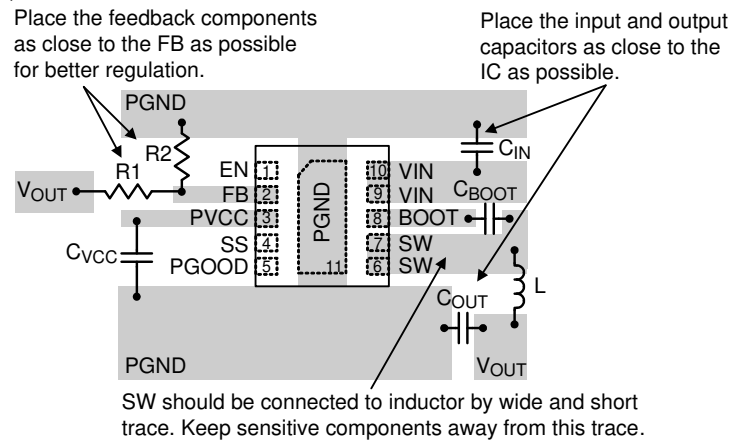 Place the feedback components
as close to the FB as possible
for better regulation.
Place the input and output
capacitors as close to the
IC as possible.
PGND
R2
R1
VOUT
CIN
EN 1
10 VIN
FB 2
9 VIN
CBOOT
PVCC 3
8 BOOT
SS 4
7 SW
PGOOD 5
6 SW
PGND
11
CVCC
L
COUT
PGND
VOUT
SW should be connected to inductor by wide and short
trace. Keep sensitive components away from this trace.